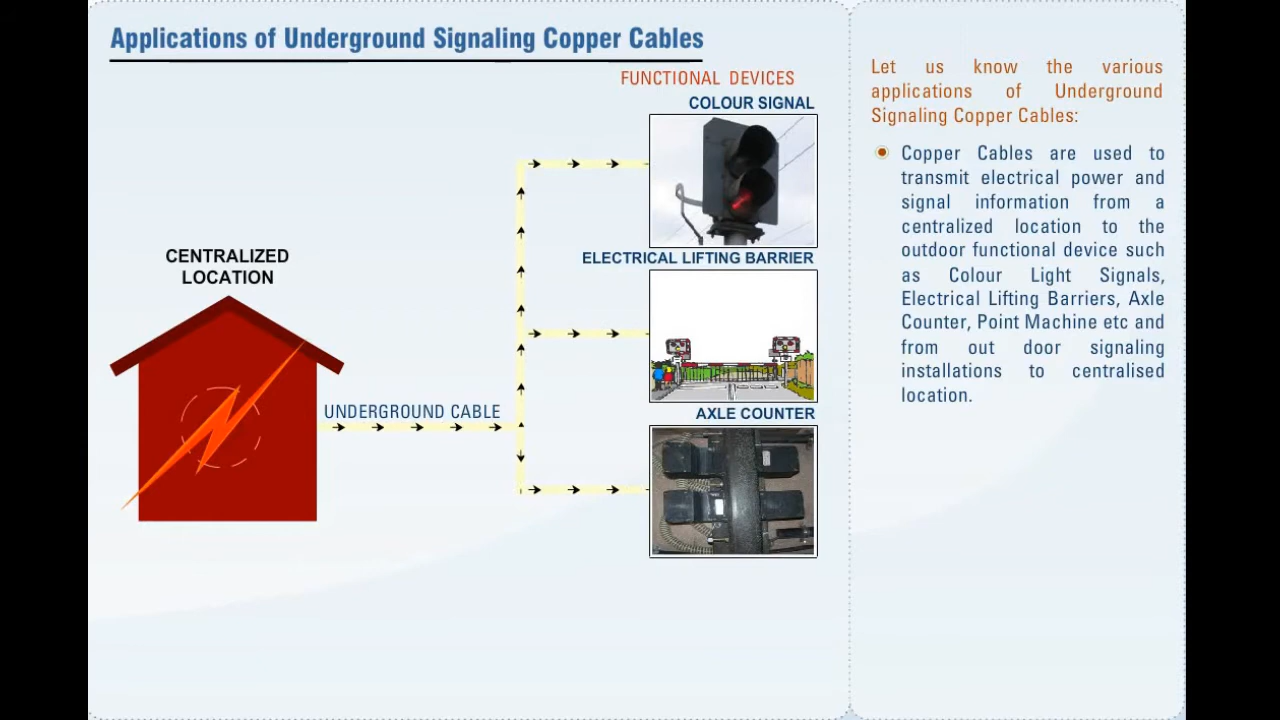 Applications of Underground Signaling Copper Cables
FUNCTIONAL DEVICES
COLOUR SIGNAL
ELECTRICAL LIFTING BARRIER
CENTRALIZED
LOCATION
UNDERGROUND CABLE
AXLE COUNTER
Let us know the various
applications of Underground
Signaling Copper Cables:
Copper Cables are used to
transmit electrical power and
signal information from a
centralized location to the
outdoor functional device such
as Colour Light Signals,
Electrical Lifting Barriers, Axle
Counter, Point Machine etc and
from out door signaling
installations to centralised
location.